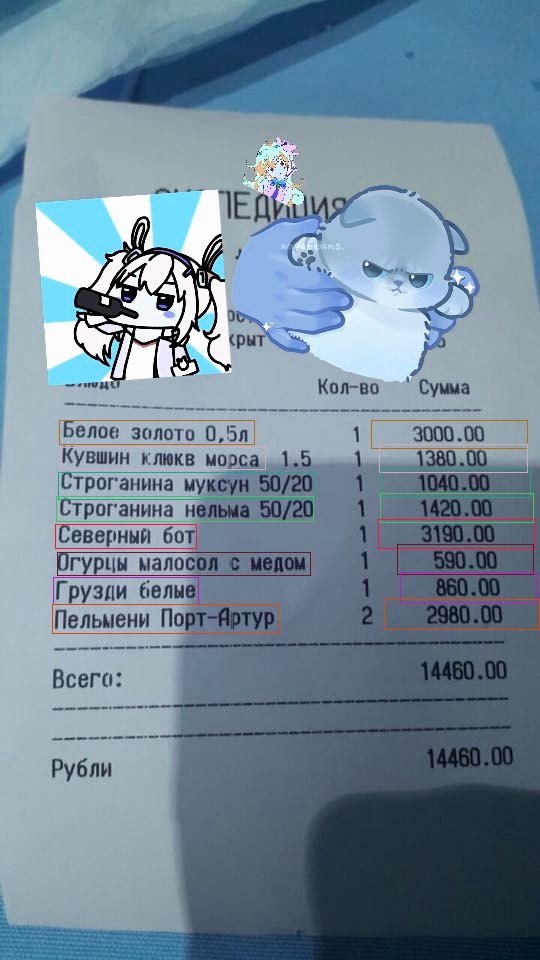 xambeans.
Кол-во Сумма
Белое золото 0,5л 1 3000.00
Кувшин клюкв морса 1.5 1 1380.00
Строганина муксун 50/20 1 1040.00
Строганина нельма 50/20 1 1420.00
Северный бот 1 3190.00
Огурцы малосол с медом 1 590.00
Грузди белые 1 860.00
Пельмени Порт-Артур 2 2980.00
Всего: 14460.00
Рубли 14460.00